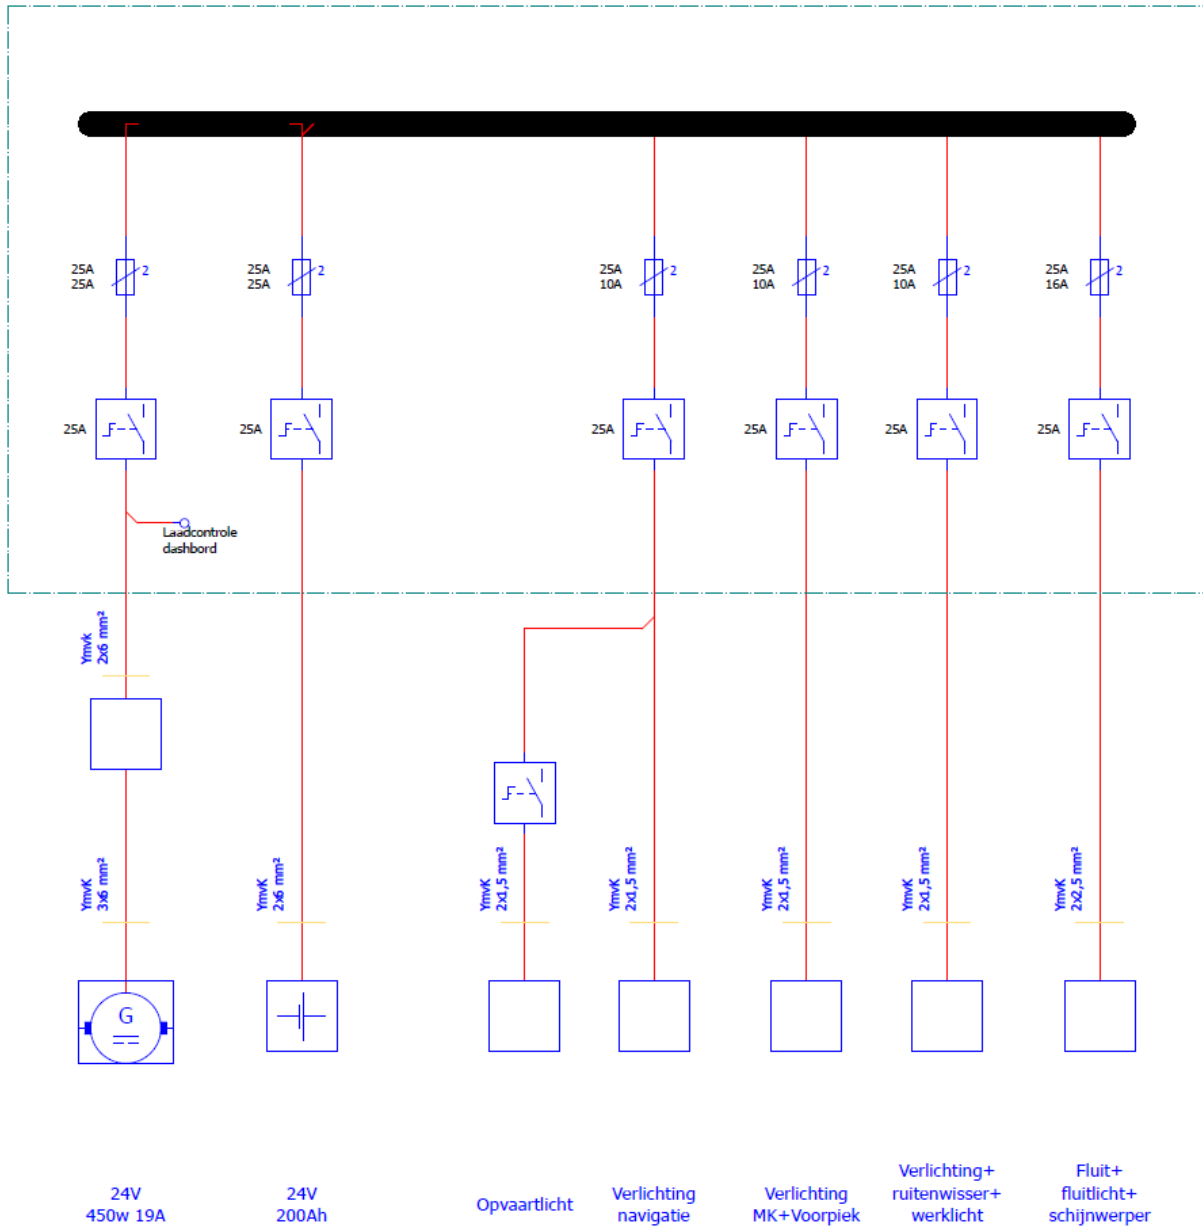 25A
25A
2
25A
25A
2
25A
10A
2
25A
10A
2
25A
10A
2
25A
16A
2
25A
25A
25A
25A
25A
25A
Laadcontrole
dashbord
Ymvk
2x6 mm²
YmvK
3x6 mm²
YmvK
2x6 mm²
YmvK
2x1,5 mm²
YmvK
2x1,5 mm²
YmvK
2x1,5 mm²
YmvK
2x1,5 mm²
YmvK
2x2,5 mm²
G
24V
450w 19A
24V
200Ah
Opvaartlicht
Verlichting
navigatie
Verlichting
MK+Voorpiek
Verlichting+
ruitenwisser+
werklicht
Fluit+
fluitlicht+
schijnwerper